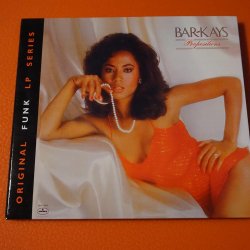 BAR-KAYS
Propositions
ORIGINAL FUNK LP SERIES